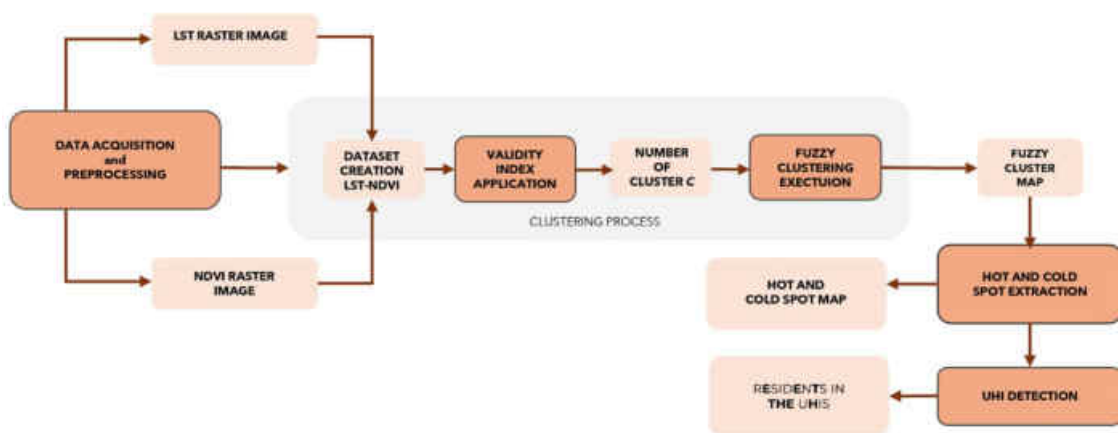 LST RASTER IMAGE
DATA ACQUISITION
and
PREPROCESSING
DATASET
CREATION
LST-NDVI
VALIDITY
INDEX
APPLICATION
NUMBER
OF
CLUSTER C
FUZZY
CLUSTERING
EXECTUION
FUZZY
CLUSTER
MAP
CLUSTERING PROCESS
NDVI RASTER
IMAGE
HOT AND
COLD SPOT MAP
HOT AND COLD
SPOT EXTRACTION
RESIDENTS IN
THE UHIS
UHI DETECTION